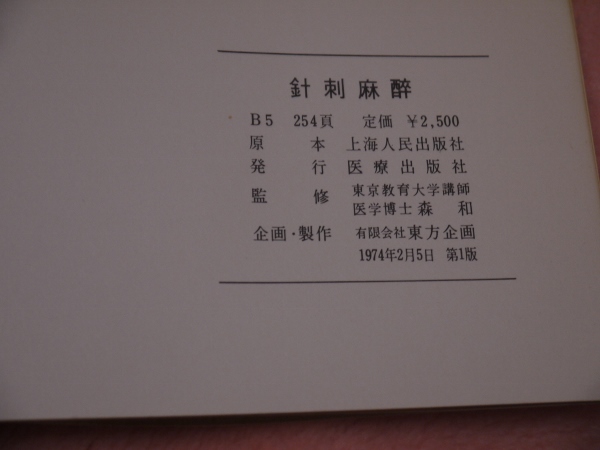 針刺麻醉
B5 254頁 定価 ¥2,500
原本 上海人民出版社
発行 医療出版社
監修 東京教育大学講師
医学博士 森和
企画・製作 有限会社 東方企画
1974年2月5日 第1版